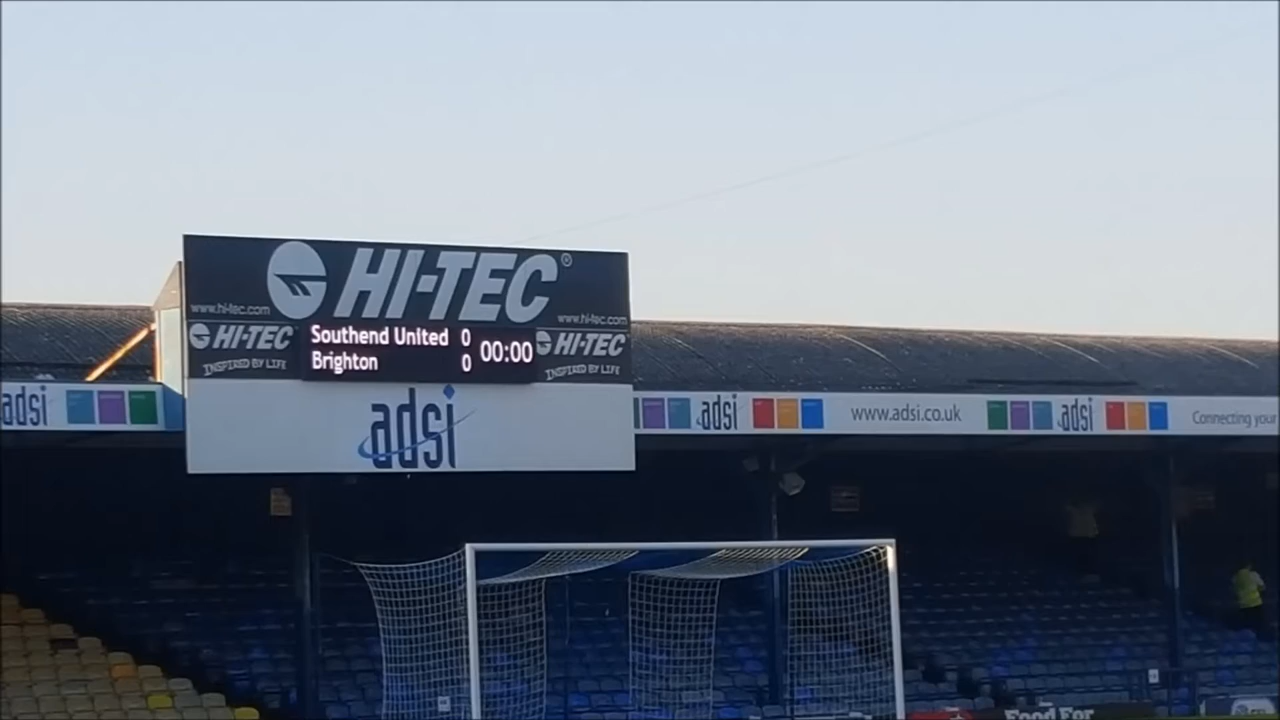 HI-TEC®
www.hi-tec.com
www.hi-tec.com
HI-TEC
INSPIRED BY LIFE
Southend United 0
Brighton 0
00:00
HI-TEC
INSPIRED BY LIFE
adsi
adsi
adsi
www.adsi.co.uk
adsi
Connecting your
Food For